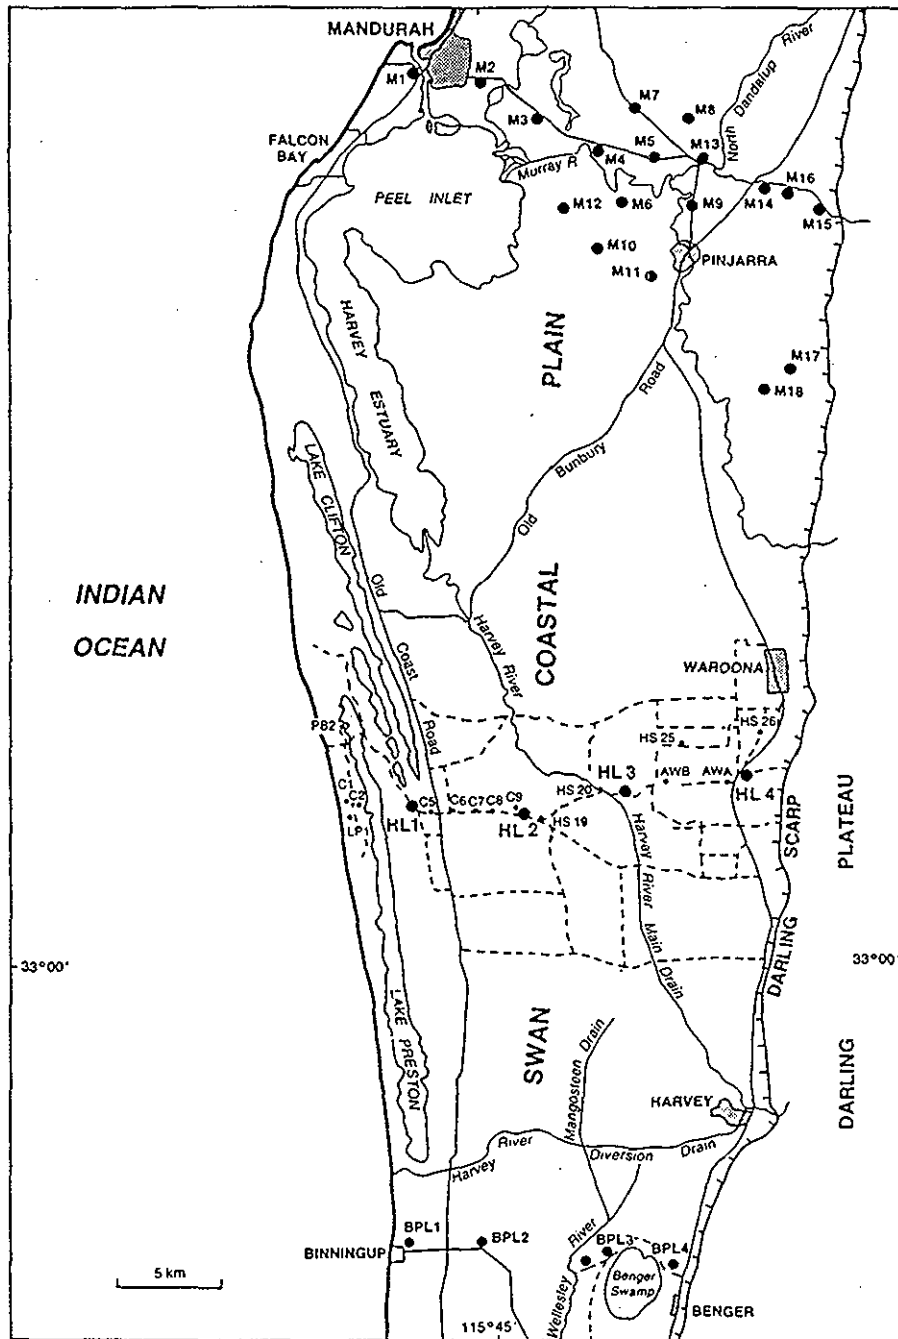 MANDURAH
M1
M2
M3
M7
M8
North Dandalup River
FALCON BAY
Murray R
M4
M5
M13
M14
M16
M15
PEEL INLET
M12
M6
M9
M10
M11
PINJARRA
HARVEY ESTUARY
PLAIN
M17
M18
Old Bunbury Road
LAKE CLIFTON
INDIAN
OCEAN
Old Coast Road
COASTAL
Harvey River
WAROONA
P82
HS 25
HS 26
C1
C2
LP
HL1
C5
C6
C7
C8
C9
HL 2
HS 19
HS 20
HL 3
AWB
AWA
HL 4
Harvey River Main Drain
DARLING SCARP
DARLING PLATEAU
33°00'
33°00'
LAKE PRESTON
SWAN
Mangosteen Drain
HARVEY
Harvey River Diversion Drain
BPL1
BPL2
BINNINGUP
Wellesley River
BPL3
BPL4
Benger Swamp
BENGER
5 km
115°45'